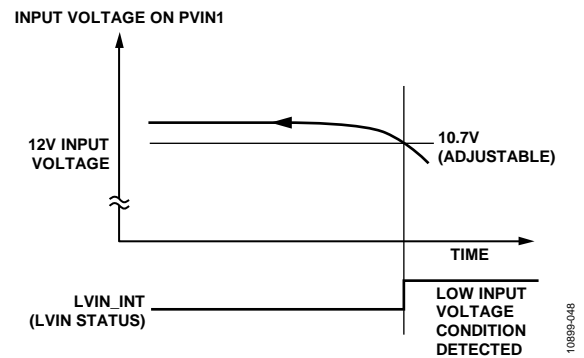 INPUT VOLTAGE ON PVIN1
12V INPUT
VOLTAGE
10.7V
(ADJUSTABLE)
TIME
LVIN_INT
(LVIN STATUS)
LOW INPUT
VOLTAGE
CONDITION
DETECTED
10899-048